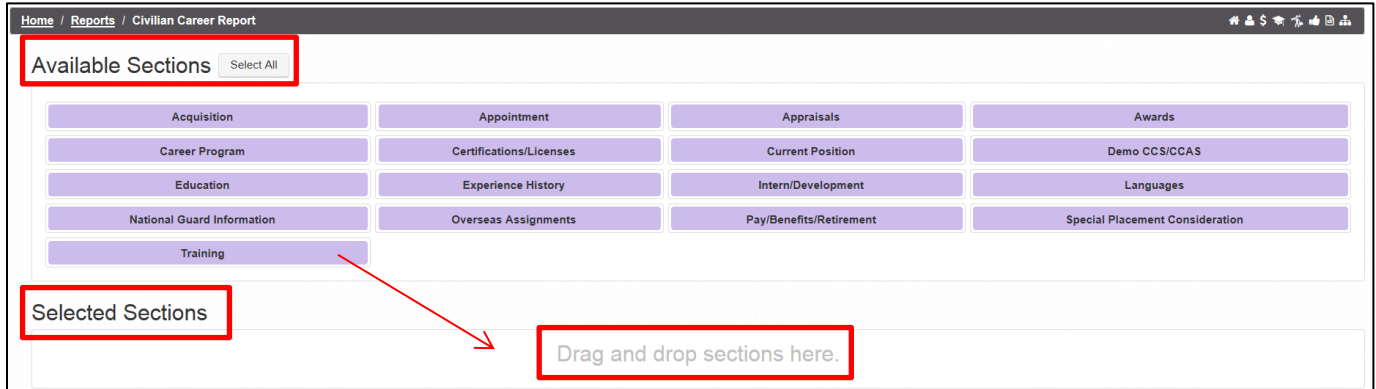 Home / Reports / Civilian Career Report
Available Sections Select All
Acquisition Appointment Appraisals Awards
Career Program Certifications/Licenses Current Position Demo CCS/CCAS
Education Experience History Intern/Development Languages
National Guard Information Overseas Assignments Pay/Benefits/Retirement Special Placement Consideration
Training
Selected Sections
Drag and drop sections here.